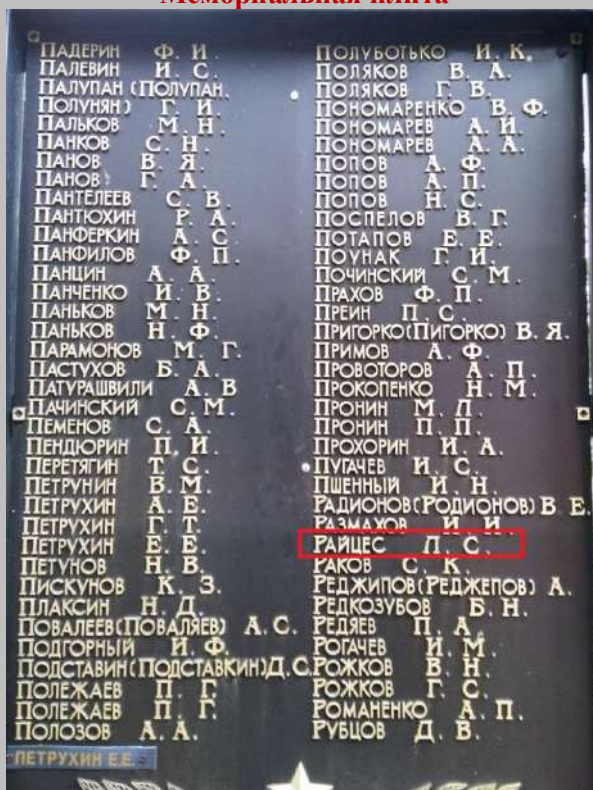 Мемориальная плита
ПАДЕРИН Ф. И.
ПАЛЕВИН И. С.
ПАЛУПАН (ПОЛУПАН.
ПОЛУНЯН) Г. И.
ПАЛЬКОВ М. Н.
ПАНКОВ С. Н.
ПАНОВ В. Я.
ПАНОВ Г. А.
ПАНТЕЛЕЕВ С. В.
ПАНТЮХИН Р. А.
ПАНФЕРКИН А. С.
ПАНФИЛОВ Ф. П.
ПАНЦИН А. А.
ПАНЧЕНКО И. В.
ПАНЬКОВ М. Н.
ПАНЬКОВ Н. Ф.
ПАРАМОНОВ М. Г.
ПАСТУХОВ Б. А.
ПАТУРАШВИЛИ А. В
ПАЧИНСКИЙ С. М.
ПЕМЕНОВ С. А.
ПЕНДЮРИН П. И.
ПЕРЕТЯГИН Т. С.
ПЕТРУНИН В. М.
ПЕТРУХИН А. Е.
ПЕТРУХИН Г. Т.
ПЕТРУХИН Е. Е.
ПЕТУНОВ Н. В.
ПИСКУНОВ К. З.
ПЛАКСИН Н. Д.
ПОВАЛЕЕВ(ПОВАЛЯЕВ) А. С.
ПОДГОРНЫЙ И. Ф.
ПОДСТАВИН(ПОДСТАВКИН)Д. С.
ПОЛЕЖАЕВ П. Г.
ПОЛЕЖАЕВ П. Г.
ПОЛОЗОВ А. А.
ПЕТРУХИН Е.Е.
ПОЛУБОТЬКО И. К.
ПОЛЯКОВ В. А.
ПОЛЯКОВ Г. В.
ПОНОМАРЕНКО В. Ф.
ПОНОМАРЕВ А. И.
ПОНОМАРЕВ А. А.
ПОПОВ А. Ф.
ПОПОВ А. П.
ПОПОВ Н. С.
ПОСПЕЛОВ В. Г.
ПОТАПОВ Е. Е.
ПОУНАК Г. И.
ПОЧИНСКИЙ С. М.
ПРАХОВ Ф. П.
ПРЕИН П. С.
ПРИГОРКО(ПИГОРКО) В. Я.
ПРИМОВ А. Ф.
ПРОВОТОРОВ А. П.
ПРОКОПЕНКО Н. М.
ПРОНИН М. Л.
ПРОНИН П. П.
ПРОХОРИН И. А.
ПУГАЧЕВ И. С.
ПШЕННЫЙ И. Н.
РАДИОНОВ(РОДИОНОВ) В. Е.
РАЗМАХОВ И. И.
РАЙЦЕС П. С.
РАКОВ С. К.
РЕДЖИПОВ(РЕДЖЕПОВ) А.
РЕДКОЗУБОВ Б. Н.
РЕДЯЕВ П. А.
РОГАЧЕВ И. М.
РОЖКОВ В. Н.
РОЖКОВ Г. С.
РОМАНЕНКО А. П.
РУБЦОВ Д. В.